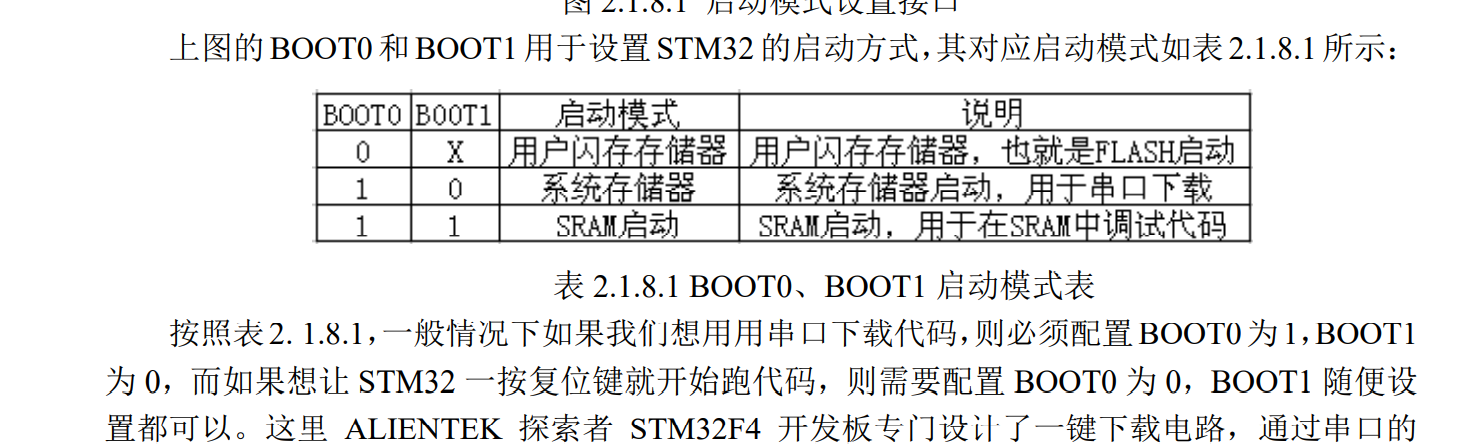 图 2.1.8.1 启动模式设置接口
上图的 BOOT0 和 BOOT1 用于设置 STM32 的启动方式，其对应启动模式如表 2.1.8.1 所示：
BOOT0 BOOT1 启动模式 说明
0 X 用户闪存存储器 用户闪存存储器，也就是FLASH启动
1 0 系统存储器 系统存储器启动，用于串口下载
1 1 SRAM启动 SRAM启动，用于在SRAM中调试代码
表 2.1.8.1 BOOT0、BOOT1 启动模式表
按照表 2. 1.8.1，一般情况下如果我们想用用串口下载代码，则必须配置 BOOT0 为 1，BOOT1
为 0，而如果想让 STM32 一按复位键就开始跑代码，则需要配置 BOOT0 为 0，BOOT1 随便设
置都可以。这里 ALIENTEK 探索者 STM32F4 开发板专门设计了一键下载电路，通过串口的